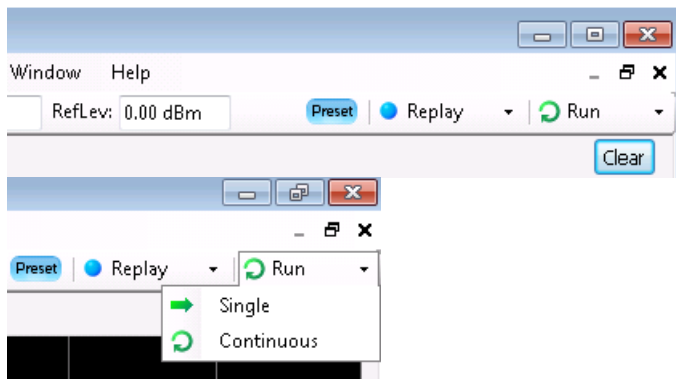 Window Help
RefLev: 0.00 dBm Preset Replay Run
Clear
Preset Replay Run
Single
Continuous